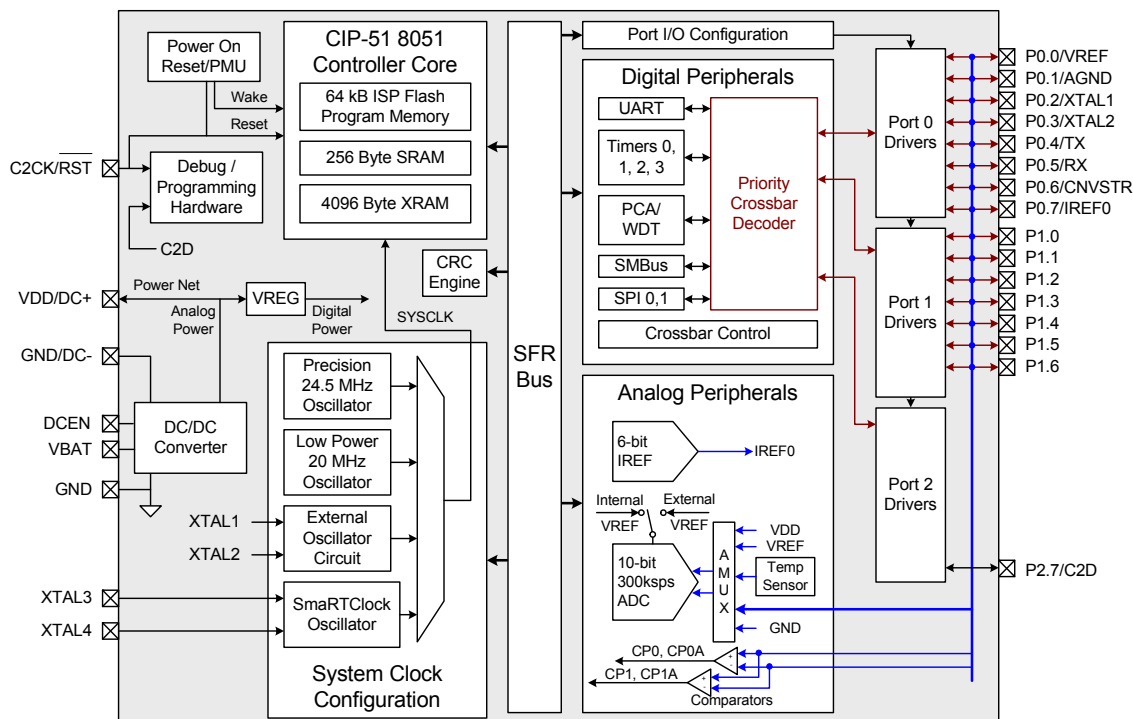 Power On
Reset/PMU
Wake
Reset
C2CK/RST
Debug /
Programming
Hardware
C2D
CIP-51 8051
Controller Core
64 kB ISP Flash
Program Memory
256 Byte SRAM
4096 Byte XRAM
CRC
Engine
VDD/DC+
Power Net
Analog
Power
VREG
Digital
Power
SYSCLK
GND/DC-
DCEN
VBAT
DC/DC
Converter
GND
XTAL1
XTAL2
XTAL3
XTAL4
Precision
24.5 MHz
Oscillator
Low Power
20 MHz
Oscillator
External
Oscillator
Circuit
SmaRTClock
Oscillator
System Clock
Configuration
SFR
Bus
Port I/O Configuration
Digital Peripherals
UART
Timers 0,
1, 2, 3
PCA/
WDT
SMBus
SPI 0,1
Priority
Crossbar
Decoder
Crossbar Control
Analog Peripherals
6-bit
IREF
IREF0
Internal
VREF
External
VREF
10-bit
300ksps
ADC
A
M
U
X
VDD
VREF
Temp
Sensor
GND
CP0, CP0A
+
-
CP1, CP1A
+
-
Comparators
Port 0
Drivers
Port 1
Drivers
Port 2
Drivers
P0.0/VREF
P0.1/AGND
P0.2/XTAL1
P0.3/XTAL2
P0.4/TX
P0.5/RX
P0.6/CNVSTR
P0.7/IREF0
P1.0
P1.1
P1.2
P1.3
P1.4
P1.5
P1.6
P2.7/C2D